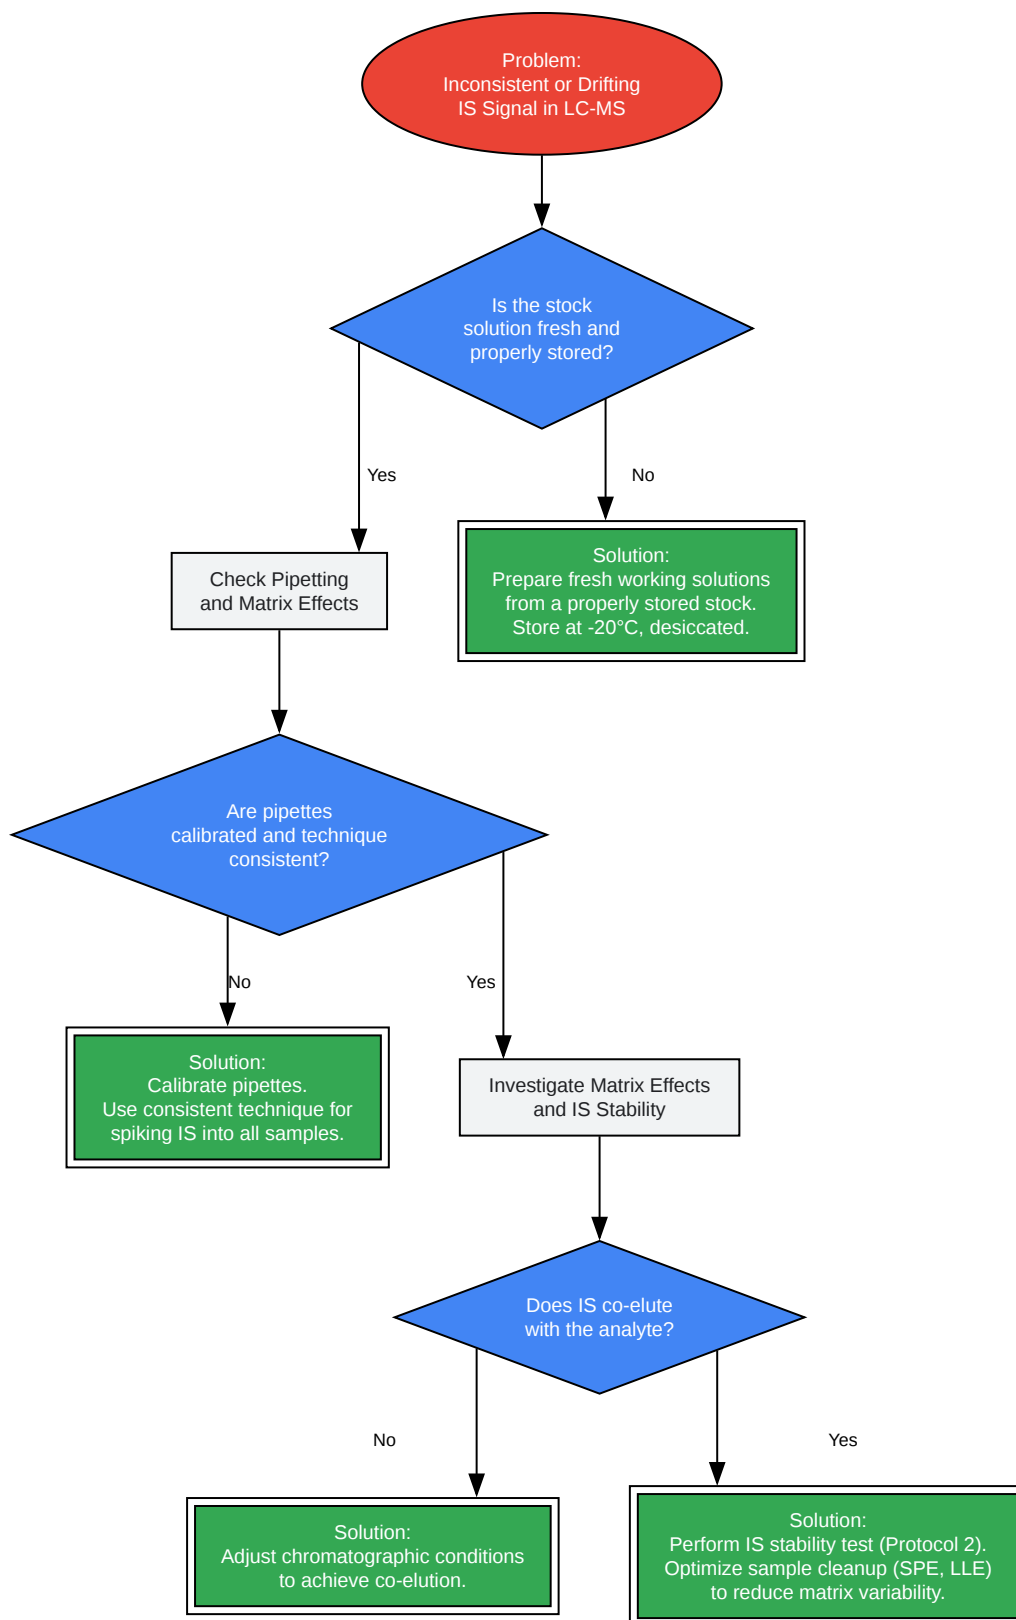 Problem:
Inconsistent or Drifting
IS Signal in LC-MS
Is the stock
solution fresh and
properly stored?
Yes
No
Solution:
Prepare fresh working solutions
from a properly stored stock.
Store at -20°C, desiccated.
Check Pipetting
and Matrix Effects
Are pipettes
calibrated and technique
consistent?
No
Yes
Solution:
Calibrate pipettes.
Use consistent technique for
spiking IS into all samples.
Investigate Matrix Effects
and IS Stability
Does IS co-elute
with the analyte?
No
Yes
Solution:
Adjust chromatographic conditions
to achieve co-elution.
Solution:
Perform IS stability test (Protocol 2).
Optimize sample cleanup (SPE, LLE)
to reduce matrix variability.